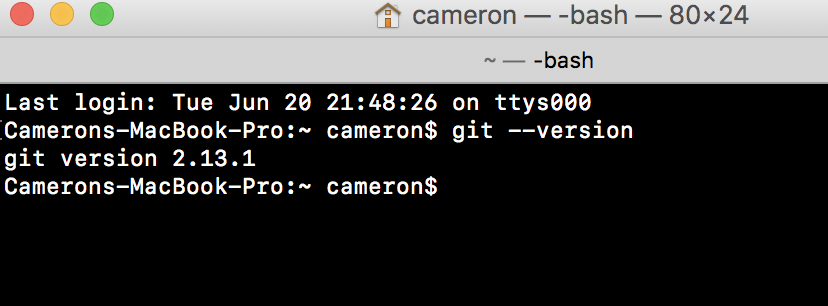 cameron — -bash — 80×24
~ — -bash
Last login: Tue Jun 20 21:48:26 on ttys000
Camerons-MacBook-Pro:~ cameron$ git --version
git version 2.13.1
Camerons-MacBook-Pro:~ cameron$